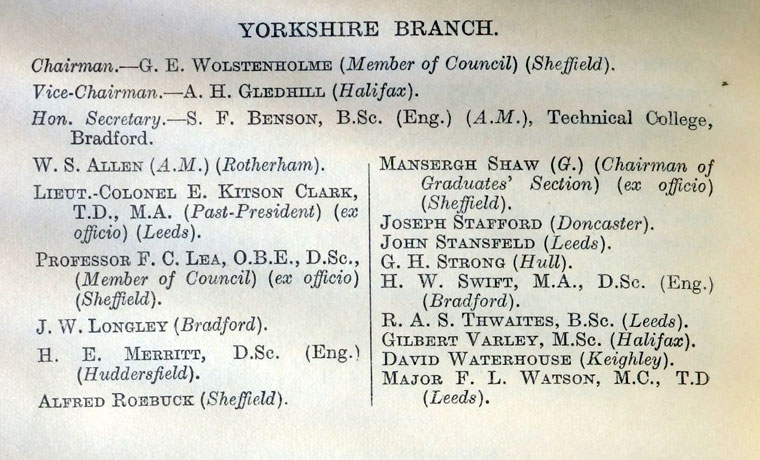 YORKSHIRE BRANCH.
Chairman.—G. E. WOLSTENHOLME (Member of Council) (Sheffield).
Vice-Chairman.—A. H. GLEDHILL (Halifax).
Hon. Secretary.—S. F. BENSON, B.Sc. (Eng.) (A.M.), Technical College,
Bradford.
W. S. ALLEN (A.M.) (Rotherham).
LIEUT.-COLONEL E. KITSON CLARK,
T.D., M.A. (Past-President) (ex
officio) (Leeds).
PROFESSOR F. C. LEA, O.B.E., D.Sc.,
(Member of Council) (ex officio)
(Sheffield).
J. W. LONGLEY (Bradford).
H. E. MERRITT, D.Sc. (Eng.)
(Huddersfield).
ALFRED ROEBUCK (Sheffield).
MANSERGH SHAW (G.) (Chairman of
Graduates' Section) (ex officio)
(Sheffield).
JOSEPH STAFFORD (Doncaster).
JOHN STANSFELD (Leeds).
G. H. STRONG (Hull).
H. W. SWIFT, M.A., D.Sc. (Eng.)
(Bradford).
R. A. S. THWAITES, B.Sc. (Leeds).
GILBERT VARLEY, M.Sc. (Halifax).
DAVID WATERHOUSE (Keighley).
MAJOR F. L. WATSON, M.C., T.D
(Leeds).